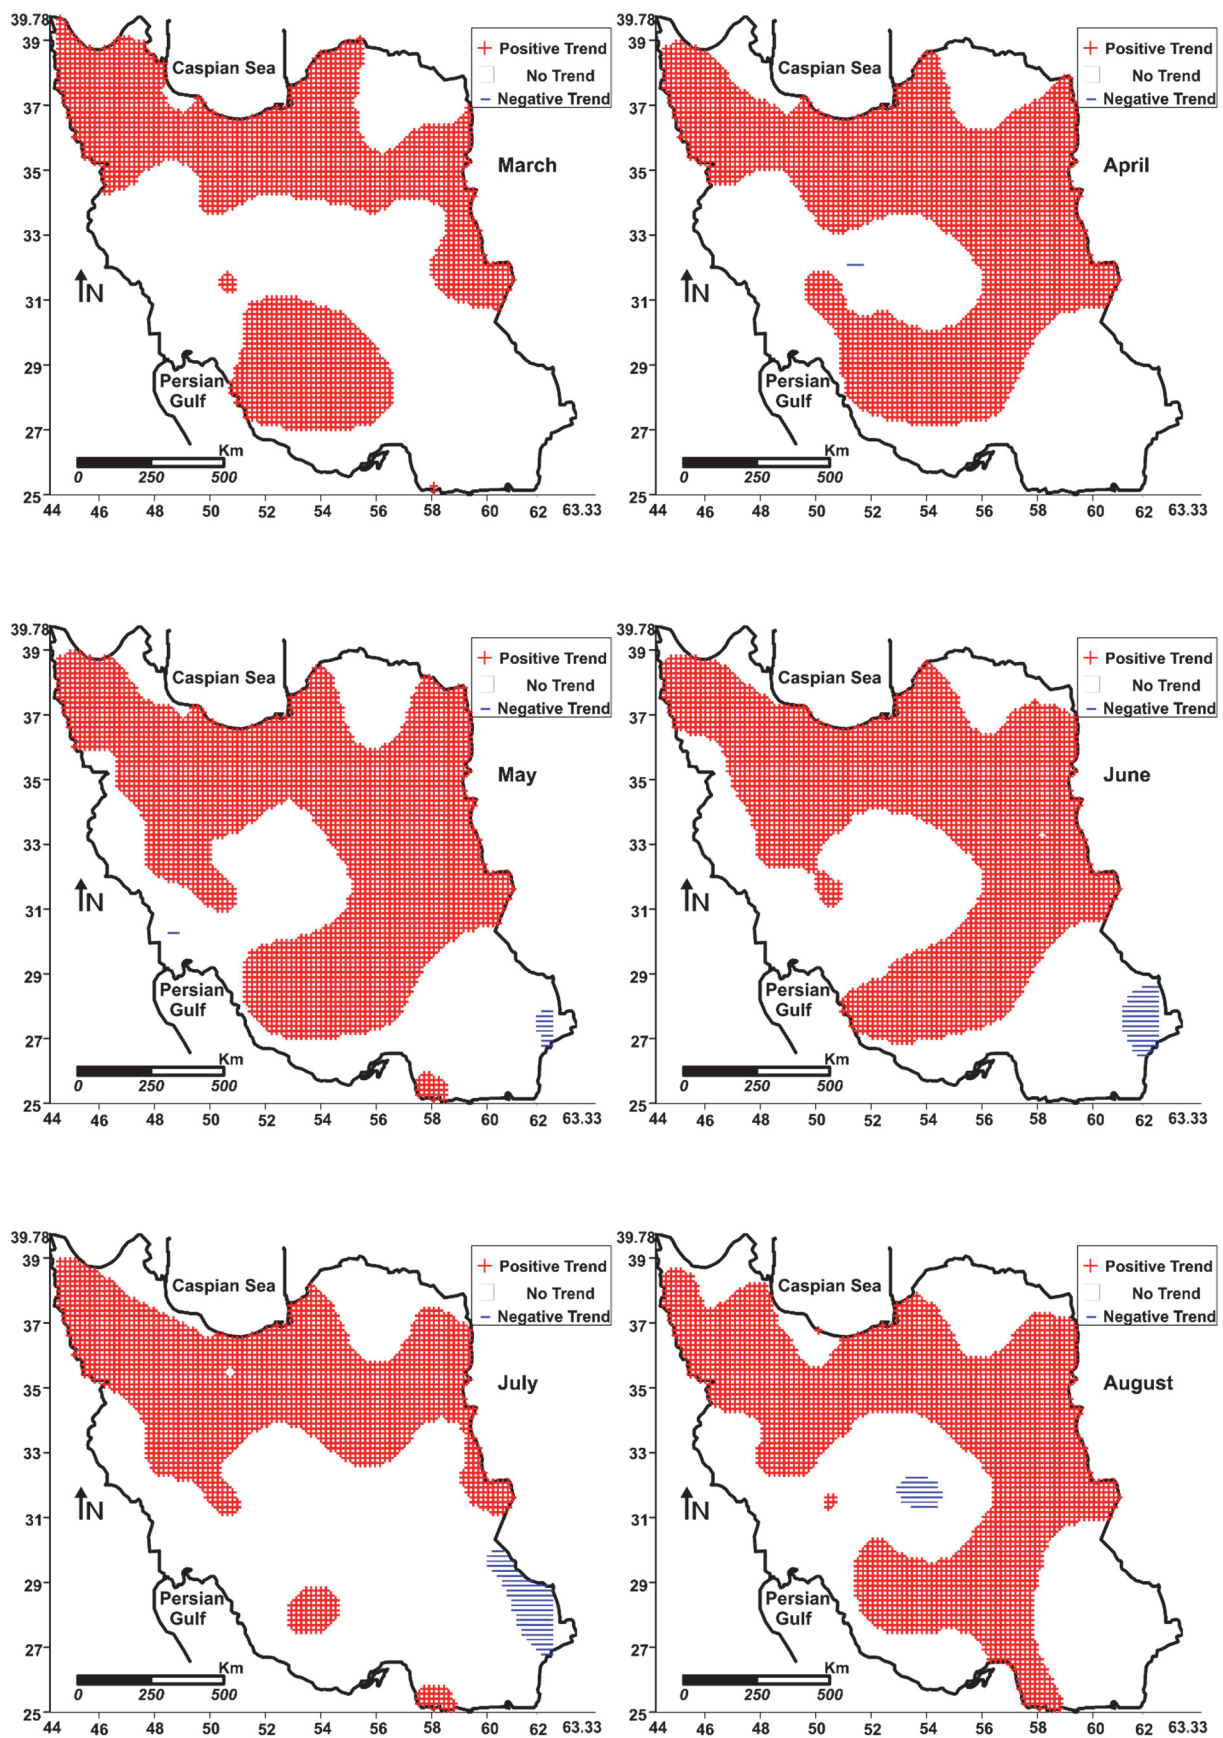 39.78
39
37
35
33
31
29
27
25
44
46
48
50
52
54
56
58
60
62
63.33
Caspian Sea
Positive Trend
No Trend
Negative Trend
March
N
Persian
Gulf
Km
0
250
500
39.78
39
37
35
33
31
29
27
25
44
46
48
50
52
54
56
58
60
62
63.33
Caspian Sea
Positive Trend
No Trend
Negative Trend
April
N
Persian
Gulf
Km
0
250
500
39.78
39
37
35
33
31
29
27
25
44
46
48
50
52
54
56
58
60
62
63.33
Caspian Sea
Positive Trend
No Trend
Negative Trend
May
N
Persian
Gulf
Km
0
250
500
39.78
39
37
35
33
31
29
27
25
44
46
48
50
52
54
56
58
60
62
63.33
Caspian Sea
Positive Trend
No Trend
Negative Trend
June
N
Persian
Gulf
Km
0
250
500
39.78
39
37
35
33
31
29
27
25
44
46
48
50
52
54
56
58
60
62
63.33
Caspian Sea
Positive Trend
No Trend
Negative Trend
July
N
Persian
Gulf
Km
0
250
500
39.78
39
37
35
33
31
29
27
25
44
46
48
50
52
54
56
58
60
62
63.33
Caspian Sea
Positive Trend
No Trend
Negative Trend
August
N
Persian
Gulf
Km
0
250
500